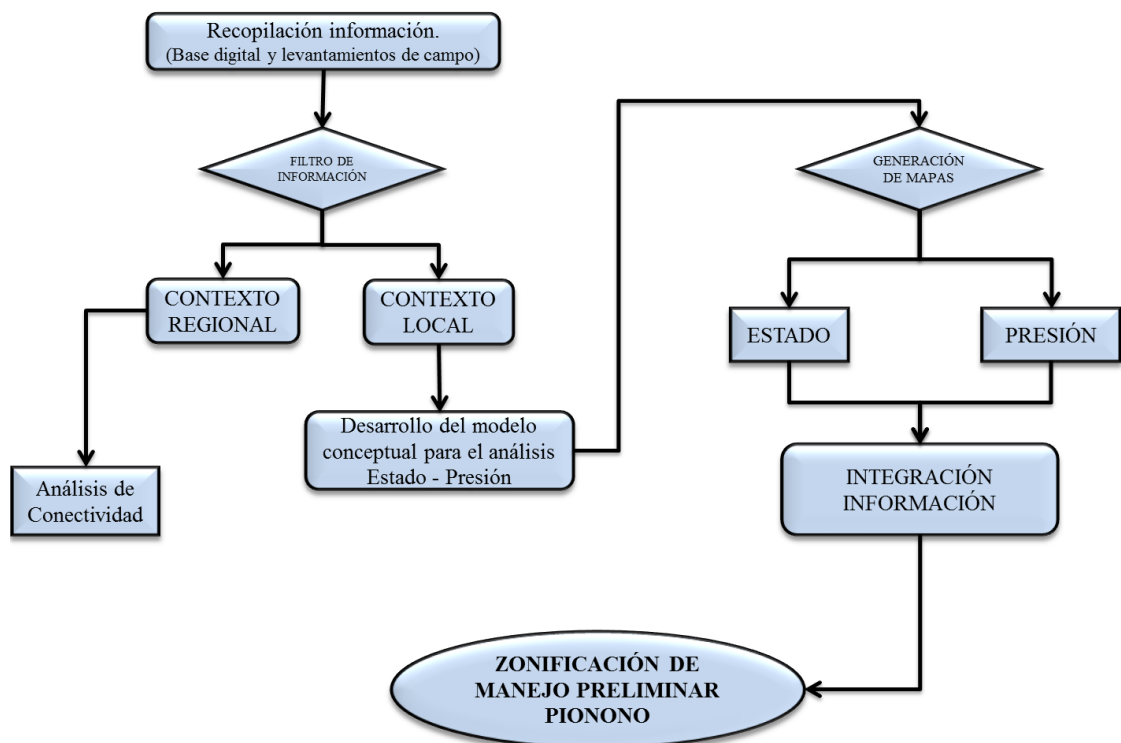 Recopilación información.
(Base digital y levantamientos de campo)
FILTRO DE
INFORMACIÓN
CONTEXTO
REGIONAL
CONTEXTO
LOCAL
Análisis de
Conectividad
Desarrollo del modelo
conceptual para el análisis
Estado - Presión
GENERACIÓN
DE MAPAS
ESTADO
PRESIÓN
INTEGRACIÓN
INFORMACIÓN
ZONIFICACIÓN DE
MANEJO PRELIMINAR
PIONONO